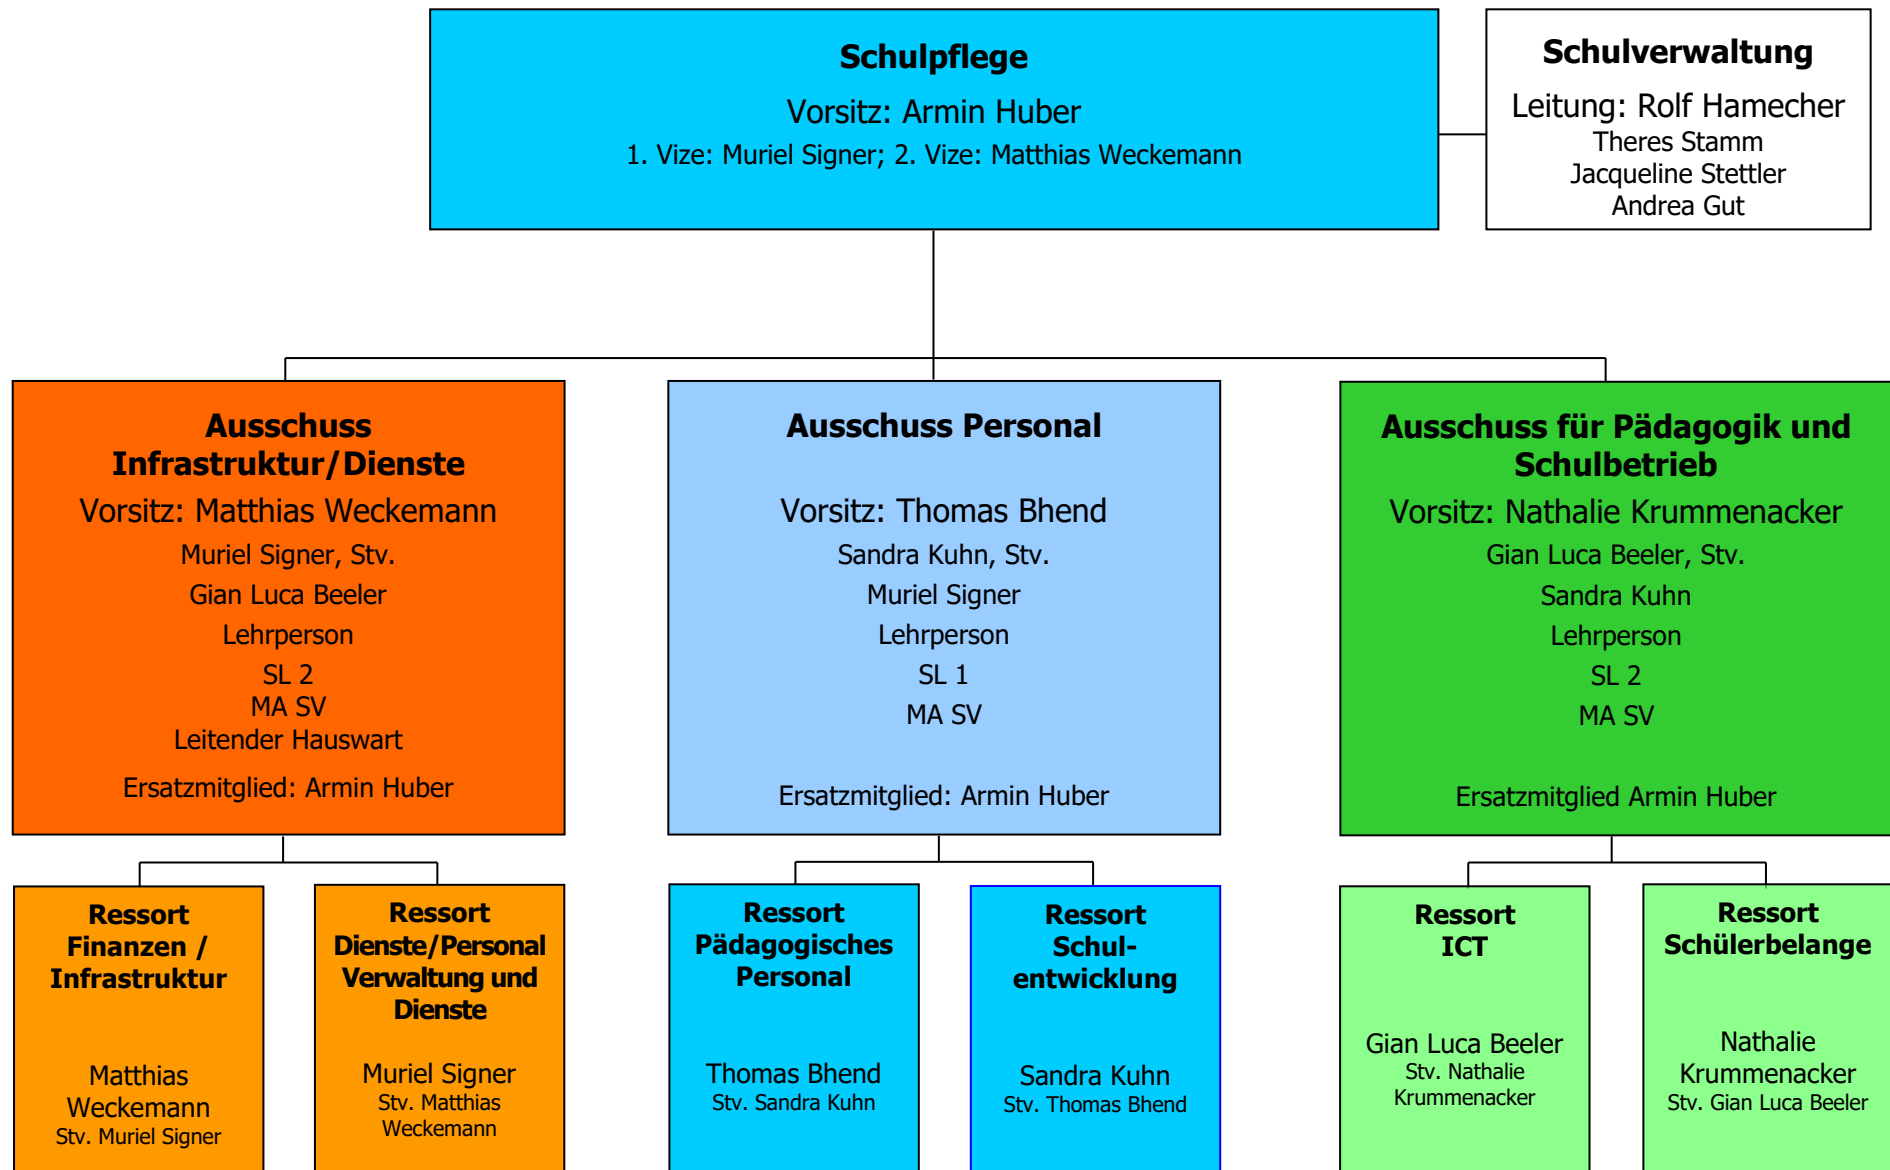 Schulpflege
Vorsitz: Armin Huber
1. Vize: Muriel Signer; 2. Vize: Matthias Weckemann
Schulverwaltung
Leitung: Rolf Hamecher
Theres Stamm
Jacqueline Stettler
Andrea Gut
Ausschuss
Infrastruktur/Dienste
Vorsitz: Matthias Weckemann
Muriel Signer, Stv.
Gian Luca Beeler
Lehrperson
SL 2
MA SV
Leitender Hauswart
Ersatzmitglied: Armin Huber
Ausschuss Personal
Vorsitz: Thomas Bhend
Sandra Kuhn, Stv.
Muriel Signer
Lehrperson
SL 1
MA SV
Ersatzmitglied: Armin Huber
Ausschuss für Pädagogik und
Schulbetrieb
Vorsitz: Nathalie Krummenacker
Gian Luca Beeler, Stv.
Sandra Kuhn
Lehrperson
SL 2
MA SV
Ersatzmitglied Armin Huber
Ressort
Finanzen /
Infrastruktur
Matthias
Weckemann
Stv. Muriel Signer
Ressort
Dienste/Personal
Verwaltung und
Dienste
Muriel Signer
Stv. Matthias
Weckemann
Ressort
Pädagogisches
Personal
Thomas Bhend
Stv. Sandra Kuhn
Ressort
Schul-
entwicklung
Sandra Kuhn
Stv. Thomas Bhend
Ressort
ICT
Gian Luca Beeler
Stv. Nathalie
Krummenacker
Ressort
Schülerbelange
Nathalie
Krummenacker
Stv. Gian Luca Beeler